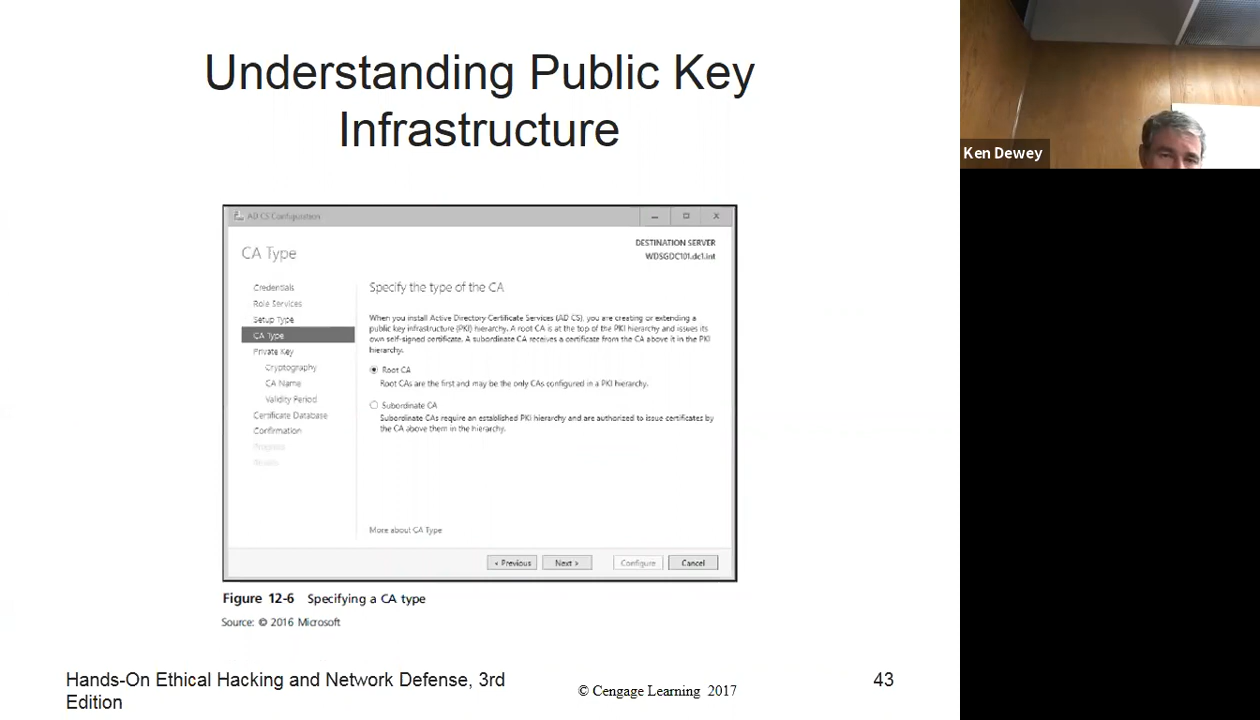 Understanding Public Key
Infrastructure
Ken Dewey
AD CS Configuration
DESTINATION SERVER
WDSGDC101.dc1.int
CA Type
Credentials
Role Services
Setup Type
CA Type
Private Key
Cryptography
CA Name
Validity Period
Certificate Database
Confirmation
Progress
Results
Specify the type of the CA
When you install Active Directory Certificate Services (AD CS), you are creating or extending a
public key infrastructure (PKI) hierarchy. A root CA is at the top of the PKI hierarchy and issues its
own self-signed certificate. A subordinate CA receives a certificate from the CA above it in the PKI
hierarchy.
Root CA
Root CAs are the first and may be the only CAs configured in a PKI hierarchy.
Subordinate CA
Subordinate CAs require an established PKI hierarchy and are authorized to issue certificates by
the CA above them in the hierarchy.
More about CA Type
< Previous
Next >
Configure
Cancel
Figure 12-6 Specifying a CA type
Source: © 2016 Microsoft
Hands-On Ethical Hacking and Network Defense, 3rd
Edition
© Cengage Learning 2017
43